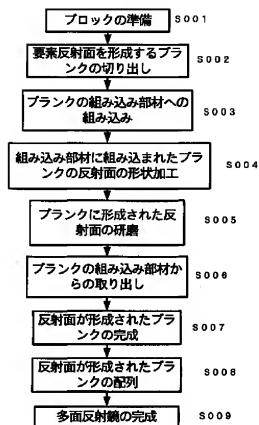 ブロックの準備
S001
要素反射面を形成するブラ
ンクの切り出し
S002
ブランクの組み込み部材への
組み込み
S003
組み込み部材に組み込まれたブラ
ンクの反射面の形状加工
S004
ブランクに形成された反
射面の研磨
S005
ブランクの組み込み部材か
らの取り出し
S006
反射面が形成されたブ
ランクの完成
S007
反射面が形成されたブ
ランクの配列
S008
多面反射鏡の完成
S009